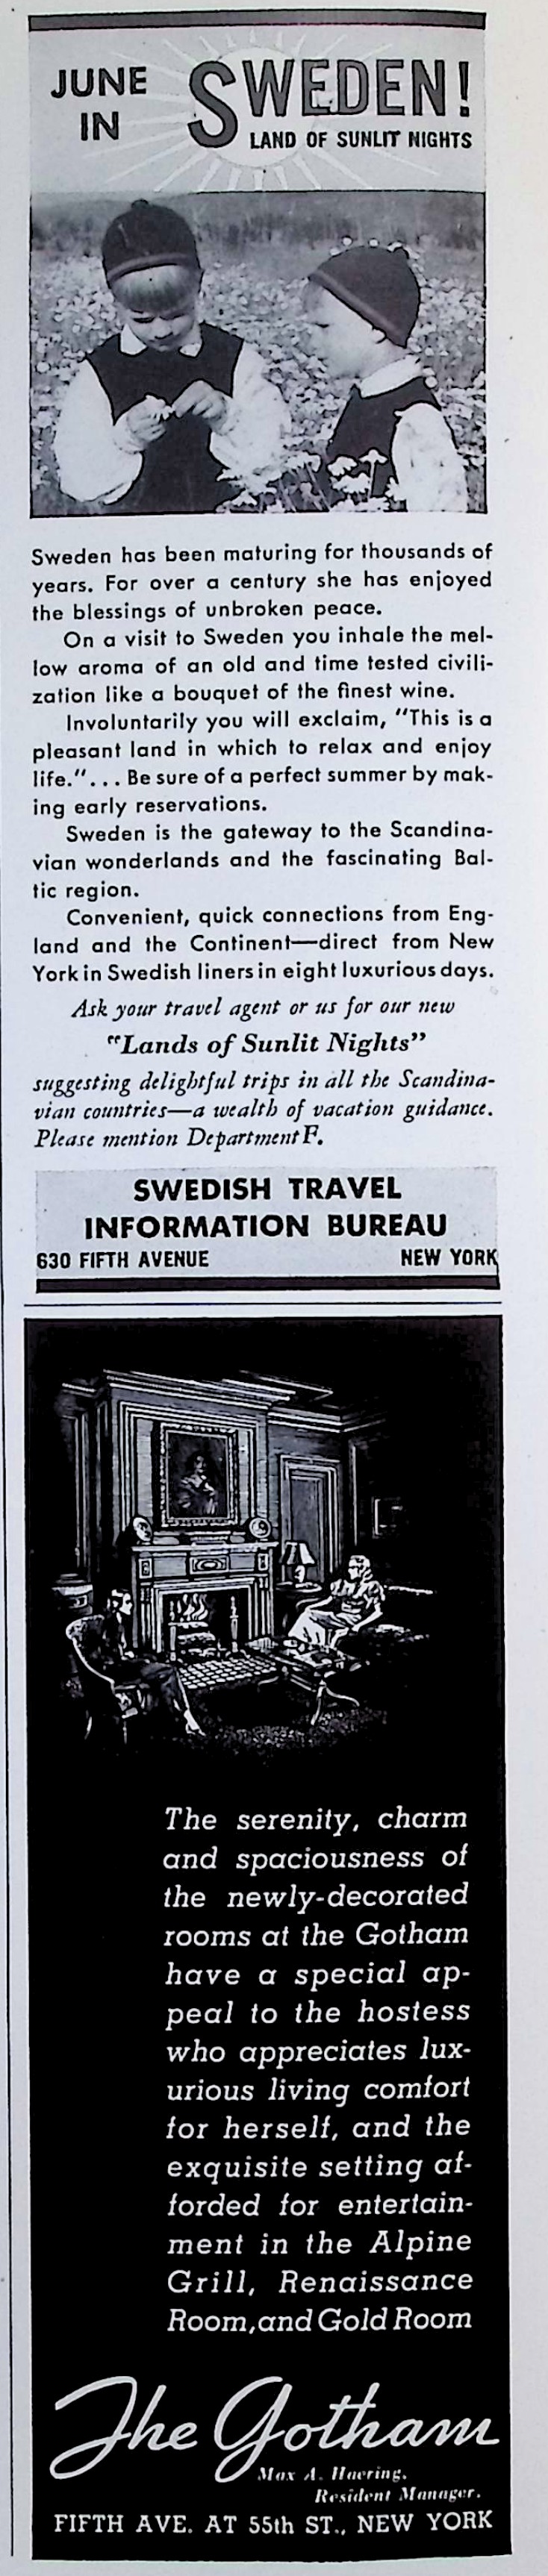 JUNE
IN
SWEDEN!
LAND OF SUNLIT NIGHTS
Sweden has been maturing for thousands of
years. For over a century she has enjoyed
the blessings of unbroken peace.
On a visit to Sweden you inhale the mel-
low aroma of an old and time tested civili-
zation like a bouquet of the finest wine.
Involuntarily you will exclaim, "This is a
pleasant land in which to relax and enjoy
life."... Be sure of a perfect summer by mak-
ing early reservations.
Sweden is the gateway to the Scandina-
vian wonderlands and the fascinating Bal-
tic region.
Convenient, quick connections from Eng-
land and the Continent—direct from New
York in Swedish liners in eight luxurious days.
Ask your travel agent or us for our new
"Lands of Sunlit Nights"
suggesting delightful trips in all the Scandina-
vian countries—a wealth of vacation guidance.
Please mention Department F.
SWEDISH TRAVEL
INFORMATION BUREAU
630 FIFTH AVENUE NEW YORK
The serenity, charm
and spaciousness of
the newly-decorated
rooms at the Gotham
have a special ap-
peal to the hostess
who appreciates lux-
urious living comfort
for herself, and the
exquisite setting af-
forded for entertain-
ment in the Alpine
Grill, Renaissance
Room, and Gold Room
The Gotham
Max A. Haering,
Resident Manager.
FIFTH AVE. AT 55th ST., NEW YORK